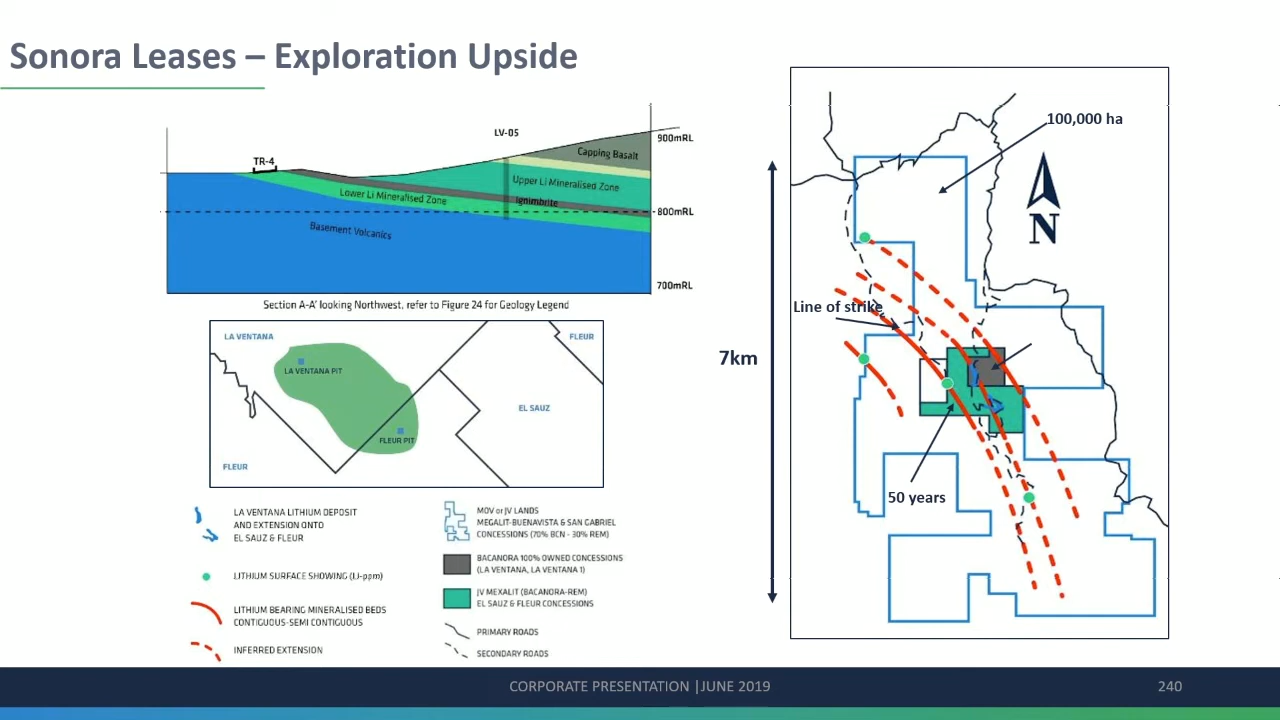 Sonora Leases – Exploration Upside
LV-05
900mRL
TR-4
Capping Basalt
Upper Li Mineralised Zone
Lower Li Mineralised Zone
Ignimbrite
800mRL
Basement Volcanics
700mRL
Section A-A' looking Northwest, refer to Figure 24 for Geology Legend
LA VENTANA
FLEUR
LA VENTANA PIT
EL SAUZ
FLEUR PIT
FLEUR
LA VENTANA LITHIUM DEPOSIT
AND EXTENSION ONTO
EL SAUZ & FLEUR
LITHIUM SURFACE SHOWING (Li-ppm)
LITHIUM BEARING MINERALISED BEDS
CONTIGUOUS-SEMI CONTIGUOUS
INFERRED EXTENSION
MOV or JV LANDS
MEGALIT-BUENAVISTA & SAN GABRIEL
CONCESSIONS (70% BCN - 30% REM)
BACANORA 100% OWNED CONCESSIONS
(LA VENTANA, LA VENTANA 1)
JV MEXALIT (BACANORA-REM)
EL SAUZ & FLEUR CONCESSIONS
PRIMARY ROADS
SECONDARY ROADS
100,000 ha
N
Line of strike
7km
50 years
CORPORATE PRESENTATION |JUNE 2019
240